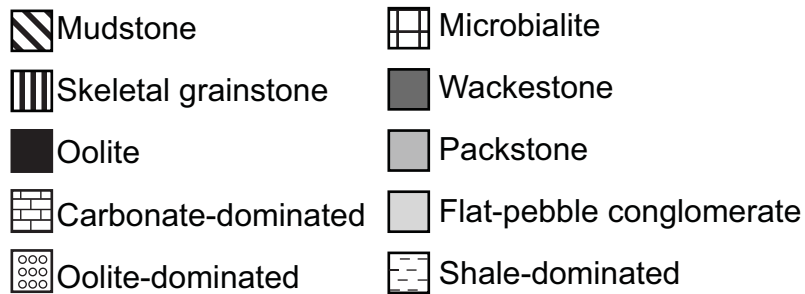 Mudstone
Skeletal grainstone
Oolite
Carbonate-dominated
Oolite-dominated
Microbialite
Wackestone
Packstone
Flat-pebble conglomerate
Shale-dominated